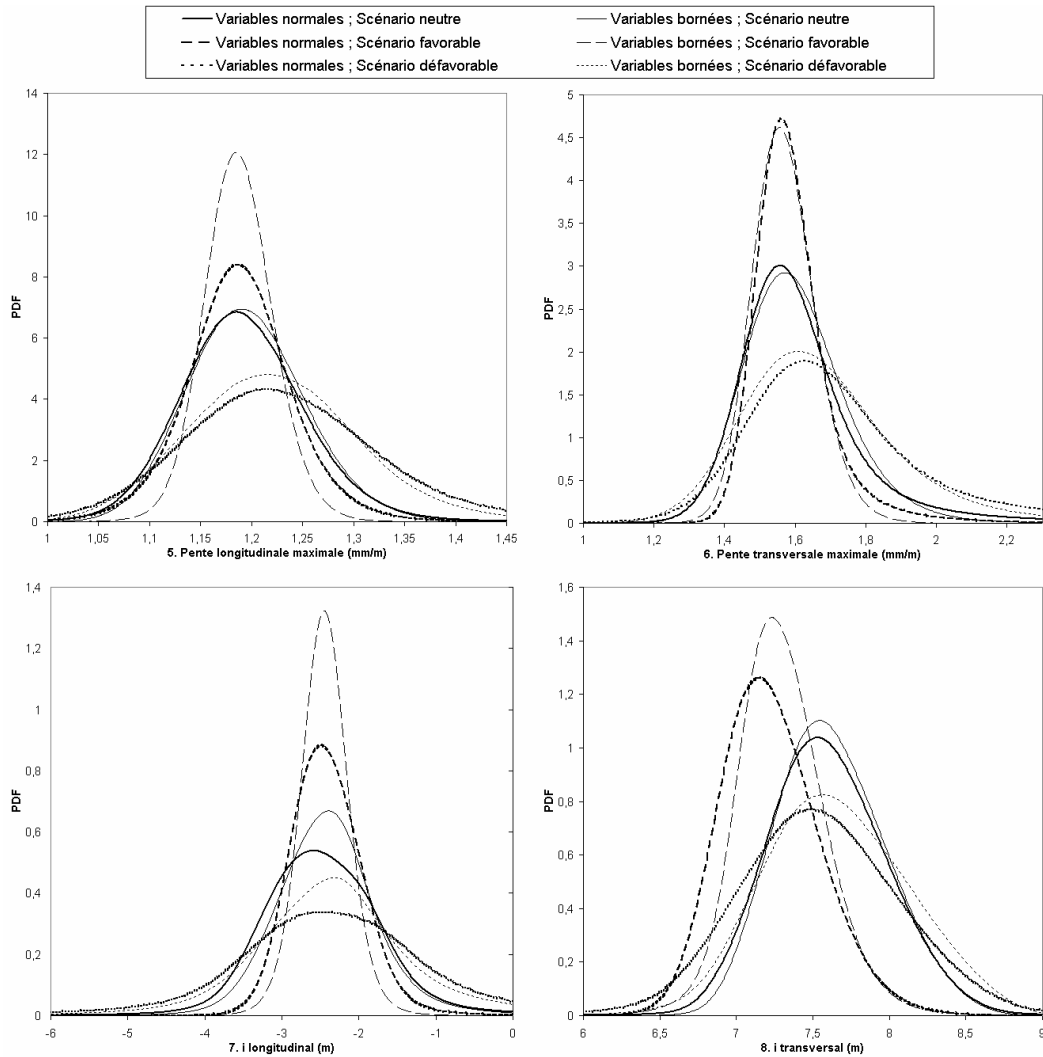 Variables normales ; Scénario neutre
Variables bornées ; Scénario neutre
Variables normales ; Scénario favorable
Variables bornées ; Scénario favorable
Variables normales ; Scénario défavorable
Variables bornées ; Scénario défavorable
14
12
10
8
6
4
2
0
PDF
1 1,05 1,1 1,15 1,2 1,25 1,3 1,35 1,4 1,45
5. Pente longitudinale maximale (mm/m)
5
4,5
4
3,5
3
2,5
2
1,5
1
0,5
0
PDF
1 1,2 1,4 1,6 1,8 2 2,2
6. Pente transversale maximale (mm/m)
1,4
1,2
1
0,8
0,6
0,4
0,2
0
PDF
-6 -5 -4 -3 -2 -1 0
7. i longitudinal (m)
1,6
1,4
1,2
1
0,8
0,6
0,4
0,2
0
PDF
6 6,5 7 7,5 8 8,5 9
8. i transversal (m)